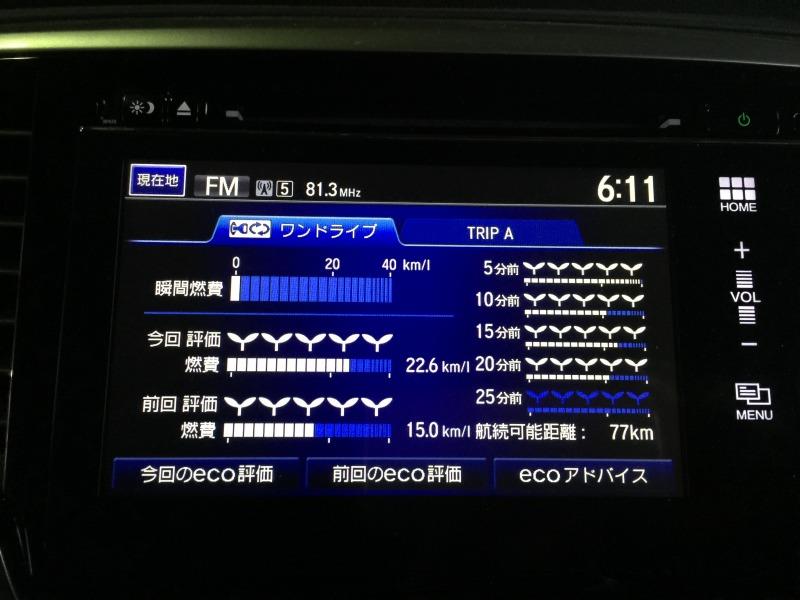 現在地 FM 5 81.3 MHz 6:11
HOME
ワンドライブ TRIP A
0 20 40 km/l
瞬間燃費
今回 評価
燃費 22.6 km/l
前回 評価
燃費 15.0 km/l
5分前
10分前
15分前
20分前
25分前
航続可能距離: 77km
今回のeco評価 前回のeco評価 ecoアドバイス
+
VOL
−
MENU